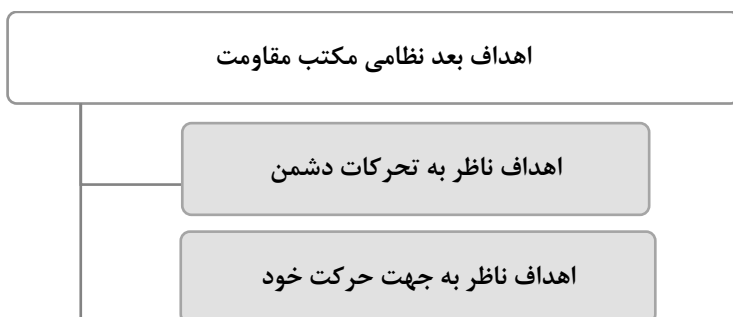 اهداف بعد نظامی مکتب مقاومت
اهداف ناظر به تحرکات دشمن
اهداف ناظر به جهت حرکت خود